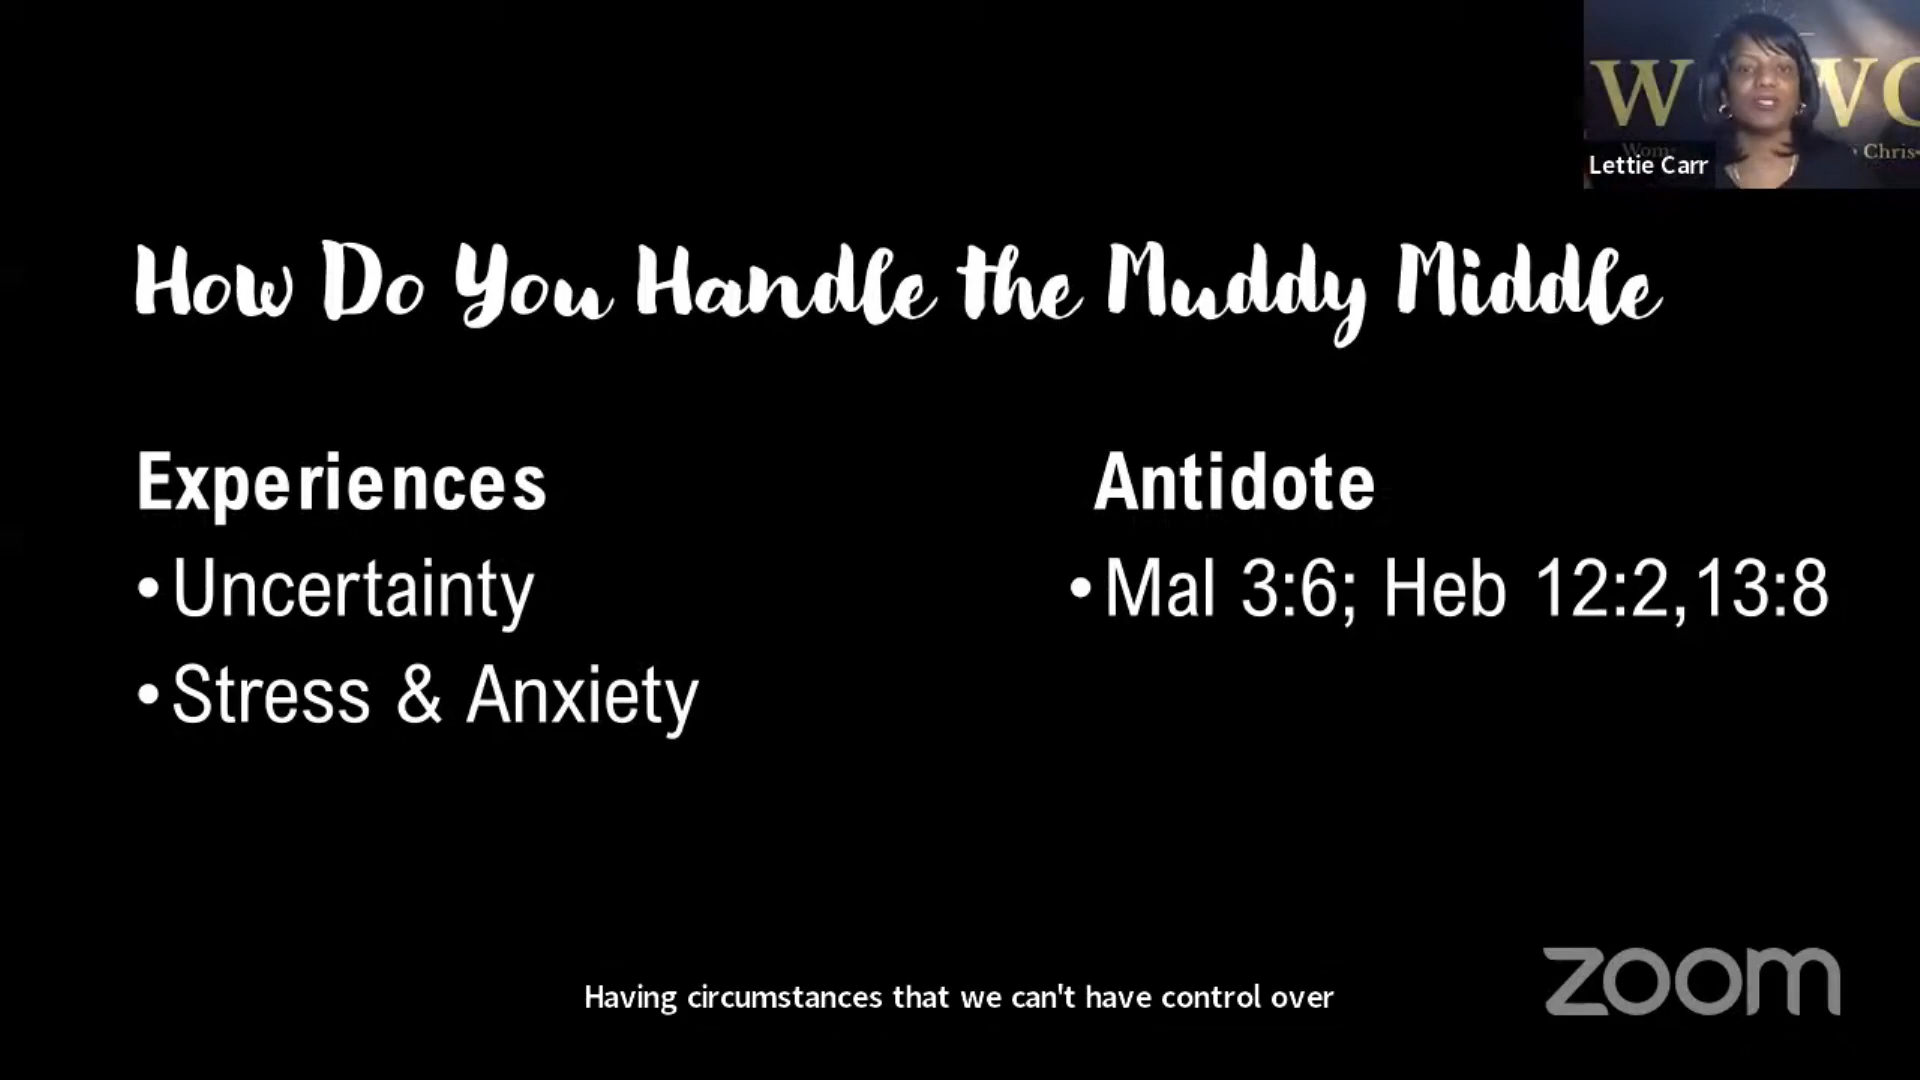 Lettie Carr
How Do You Handle the Muddy Middle
Experiences
•Uncertainty
•Stress & Anxiety
Antidote
•Mal 3:6; Heb 12:2,13:8
Having circumstances that we can't have control over
zoom